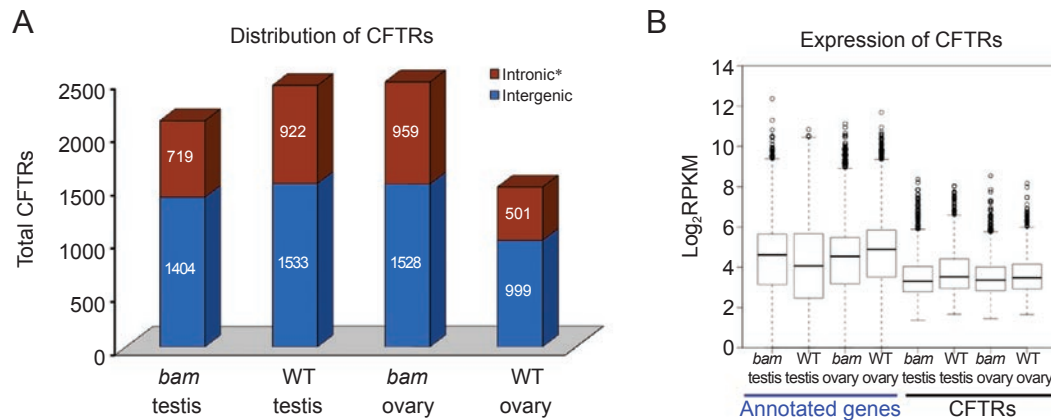 A
Distribution of CFTRs
Intronic*
Intergenic
Total CFTRs
2500
2000
1500
1000
500
0
719
922
959
501
1404
1533
1528
999
bam testis
WT testis
bam ovary
WT ovary
B
Expression of CFTRs
Log2RPKM
14
12
10
8
6
4
2
0
bam testis
WT testis
bam ovary
WT ovary
bam testis
WT testis
bam ovary
WT ovary
Annotated genes
CFTRs